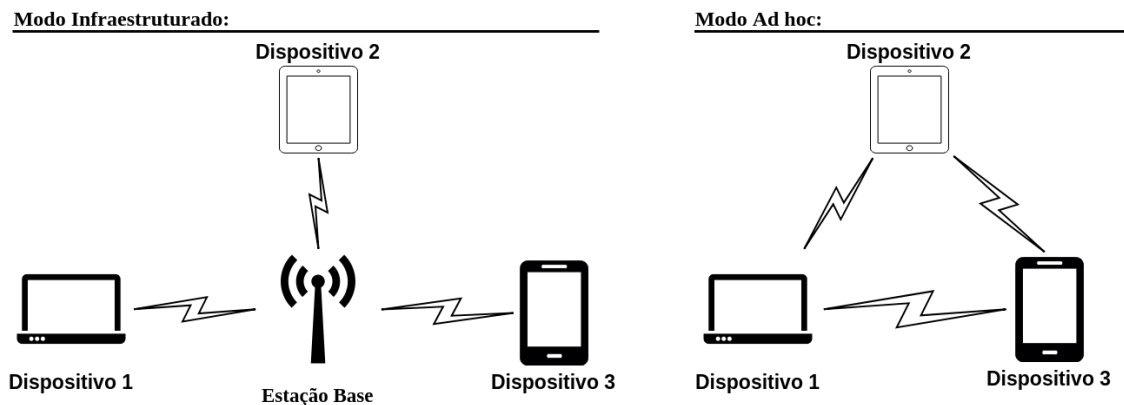 Modo Infraestruturado:
Dispositivo 2
Dispositivo 1
Estação Base
Dispositivo 3
Modo Ad hoc:
Dispositivo 2
Dispositivo 1
Dispositivo 3